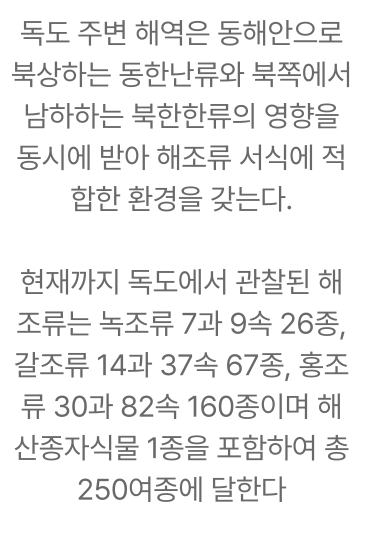 독도 주변 해역은 동해안으로
북상하는 동한난류와 북쪽에서
남하하는 북한한류의 영향을
동시에 받아 해조류 서식에 적
합한 환경을 갖는다.
현재까지 독도에서 관찰된 해
조류는 녹조류 7과 9속 26종,
갈조류 14과 37속 67종, 홍조
류 30과 82속 160종이며 해
산종자식물 1종을 포함하여 총
250여종에 달한다